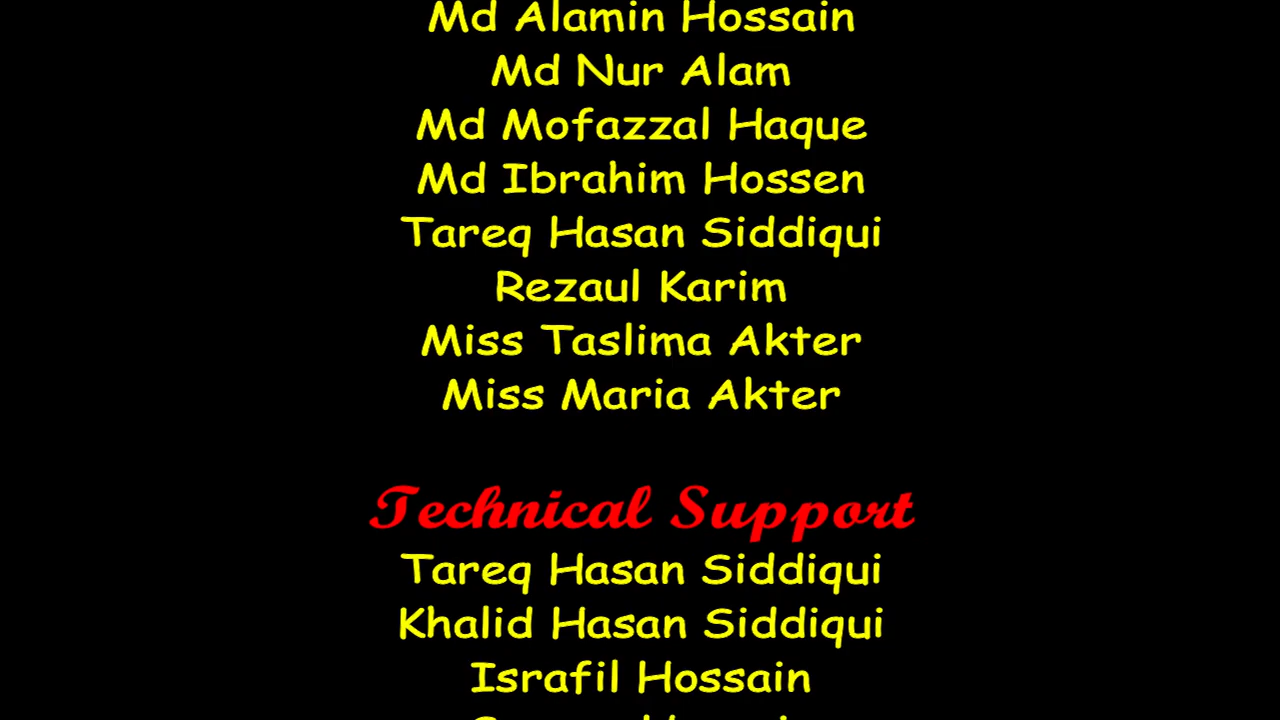 Md Alamin Hossain
Md Nur Alam
Md Mofazzal Haque
Md Ibrahim Hossen
Tareq Hasan Siddiqui
Rezaul Karim
Miss Taslima Akter
Miss Maria Akter
Technical Support
Tareq Hasan Siddiqui
Khalid Hasan Siddiqui
Israfil Hossain